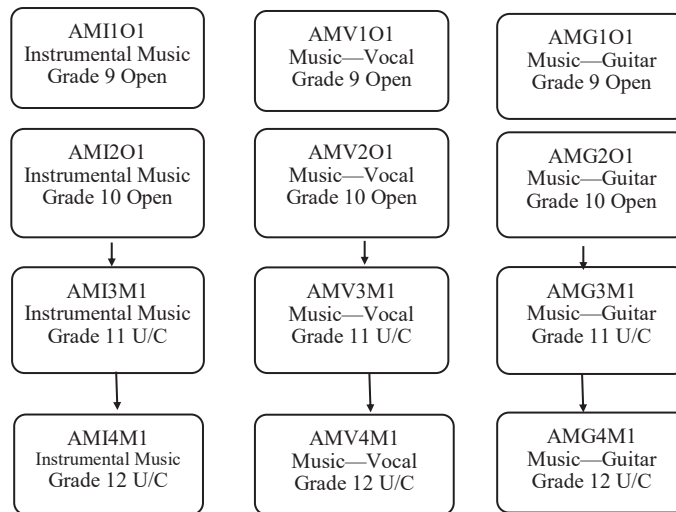 AMI1O1
Instrumental Music
Grade 9 Open
AMV1O1
Music—Vocal
Grade 9 Open
AMG1O1
Music—Guitar
Grade 9 Open
AMI2O1
Instrumental Music
Grade 10 Open
AMV2O1
Music—Vocal
Grade 10 Open
AMG2O1
Music—Guitar
Grade 10 Open
AMI3M1
Instrumental Music
Grade 11 U/C
AMV3M1
Music—Vocal
Grade 11 U/C
AMG3M1
Music—Guitar
Grade 11 U/C
AMI4M1
Instrumental Music
Grade 12 U/C
AMV4M1
Music—Vocal
Grade 12 U/C
AMG4M1
Music—Guitar
Grade 12 U/C